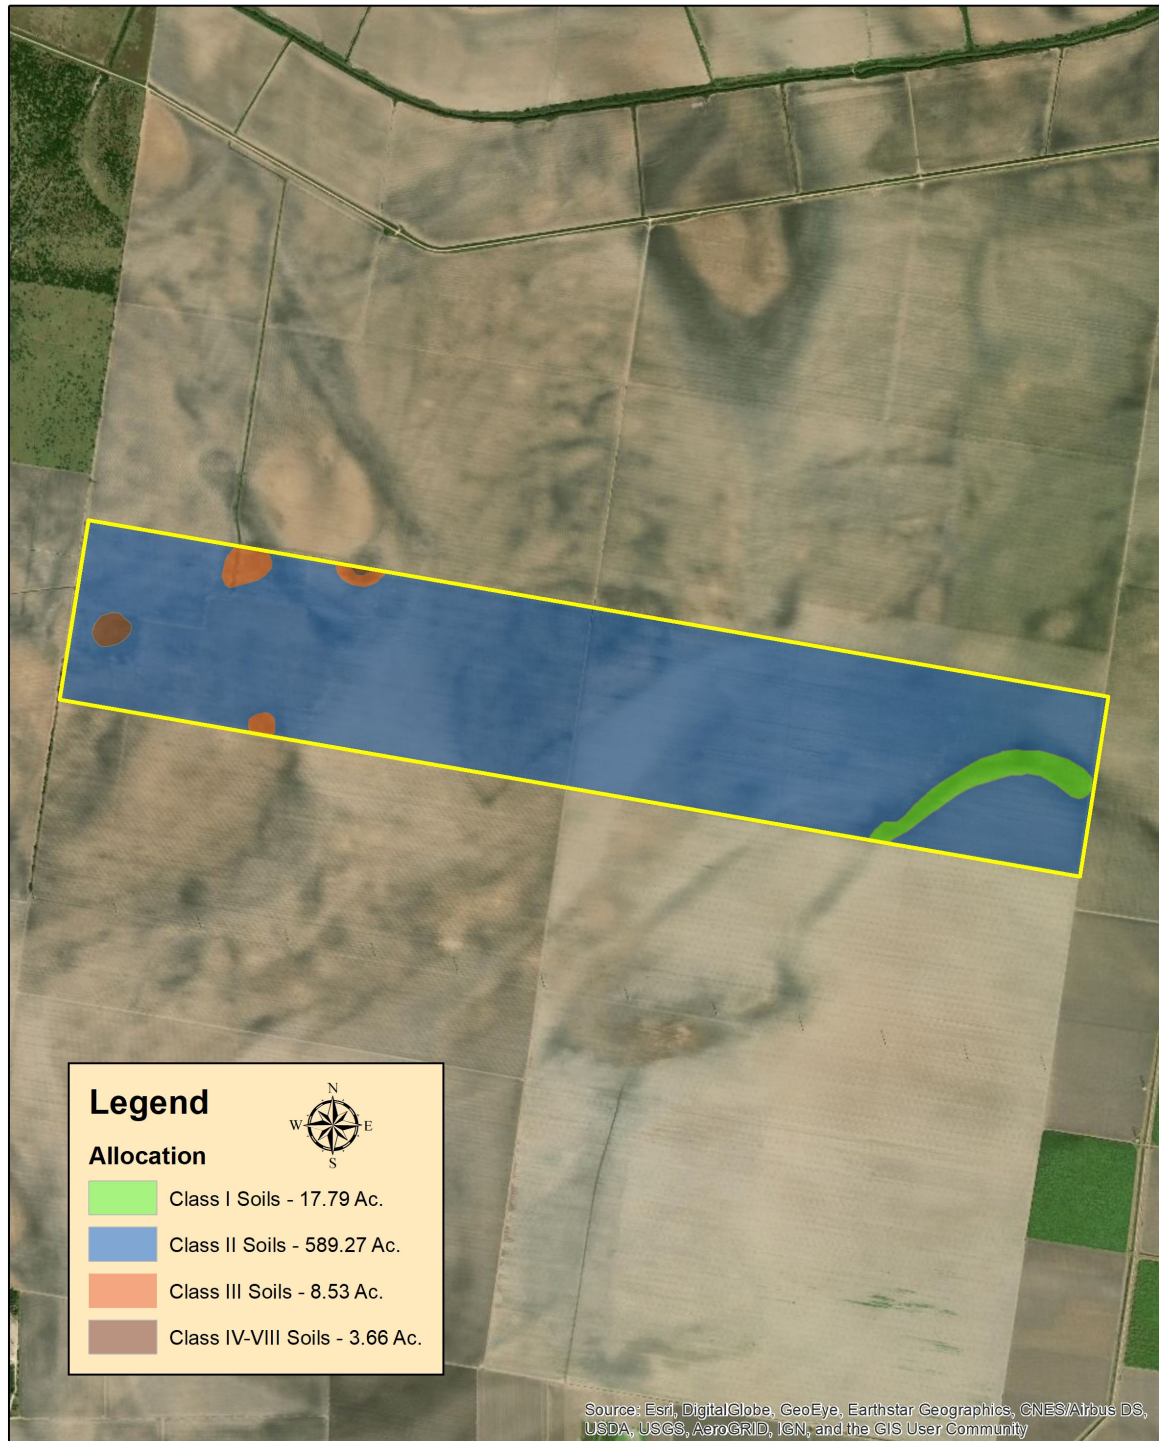 Legend
N
W E
S
Allocation
Class I Soils - 17.79 Ac.
Class II Soils - 589.27 Ac.
Class III Soils - 8.53 Ac.
Class IV-VIII Soils - 3.66 Ac.
Source: Esri, DigitalGlobe, GeoEye, Earthstar Geographics, CNES/Airbus DS,
USDA, USGS, AeroGRID, IGN, and the GIS User Community